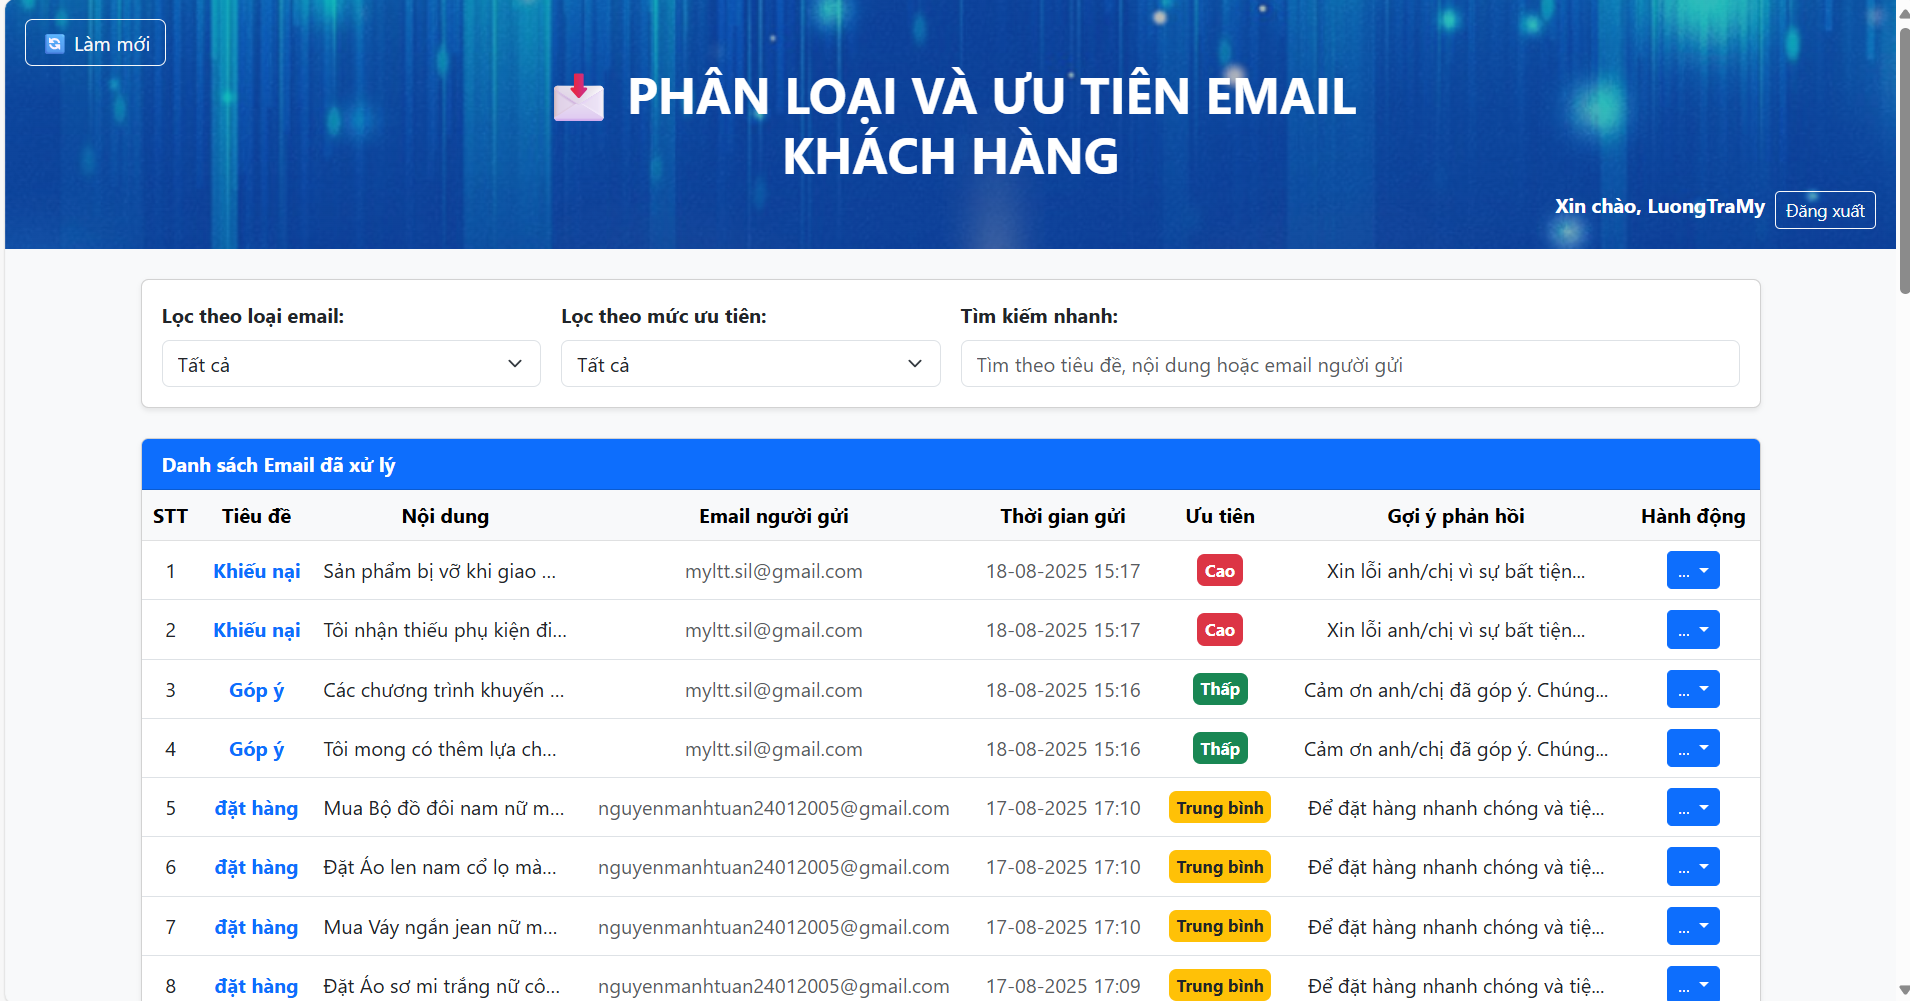 Làm mới
PHÂN LOẠI VÀ ƯU TIÊN EMAIL
KHÁCH HÀNG
Xin chào, LuongTraMy Đăng xuất
Lọc theo loại email: Lọc theo mức ưu tiên: Tìm kiếm nhanh:
Tất cả Tất cả Tìm theo tiêu đề, nội dung hoặc email người gửi
Danh sách Email đã xử lý
STT Tiêu đề Nội dung Email người gửi Thời gian gửi Ưu tiên Gợi ý phản hồi Hành động
1 Khiếu nại Sản phẩm bị vỡ khi giao ... myltt.sil@gmail.com 18-08-2025 15:17 Cao Xin lỗi anh/chị vì sự bất tiện... ...
2 Khiếu nại Tôi nhận thiếu phụ kiện đi... myltt.sil@gmail.com 18-08-2025 15:17 Cao Xin lỗi anh/chị vì sự bất tiện... ...
3 Góp ý Các chương trình khuyến ... myltt.sil@gmail.com 18-08-2025 15:16 Thấp Cảm ơn anh/chị đã góp ý. Chúng... ...
4 Góp ý Tôi mong có thêm lựa ch... myltt.sil@gmail.com 18-08-2025 15:16 Thấp Cảm ơn anh/chị đã góp ý. Chúng... ...
5 đặt hàng Mua Bộ đồ đôi nam nữ m... nguyenmanhtuan24012005@gmail.com 17-08-2025 17:10 Trung bình Để đặt hàng nhanh chóng và tiệ... ...
6 đặt hàng Đặt Áo len nam cổ lọ mà... nguyenmanhtuan24012005@gmail.com 17-08-2025 17:10 Trung bình Để đặt hàng nhanh chóng và tiệ... ...
7 đặt hàng Mua Váy ngắn jean nữ m... nguyenmanhtuan24012005@gmail.com 17-08-2025 17:10 Trung bình Để đặt hàng nhanh chóng và tiệ... ...
8 đặt hàng Đặt Áo sơ mi trắng nữ cô... nguyenmanhtuan24012005@gmail.com 17-08-2025 17:09 Trung bình Để đặt hàng nhanh chóng và tiệ... ...